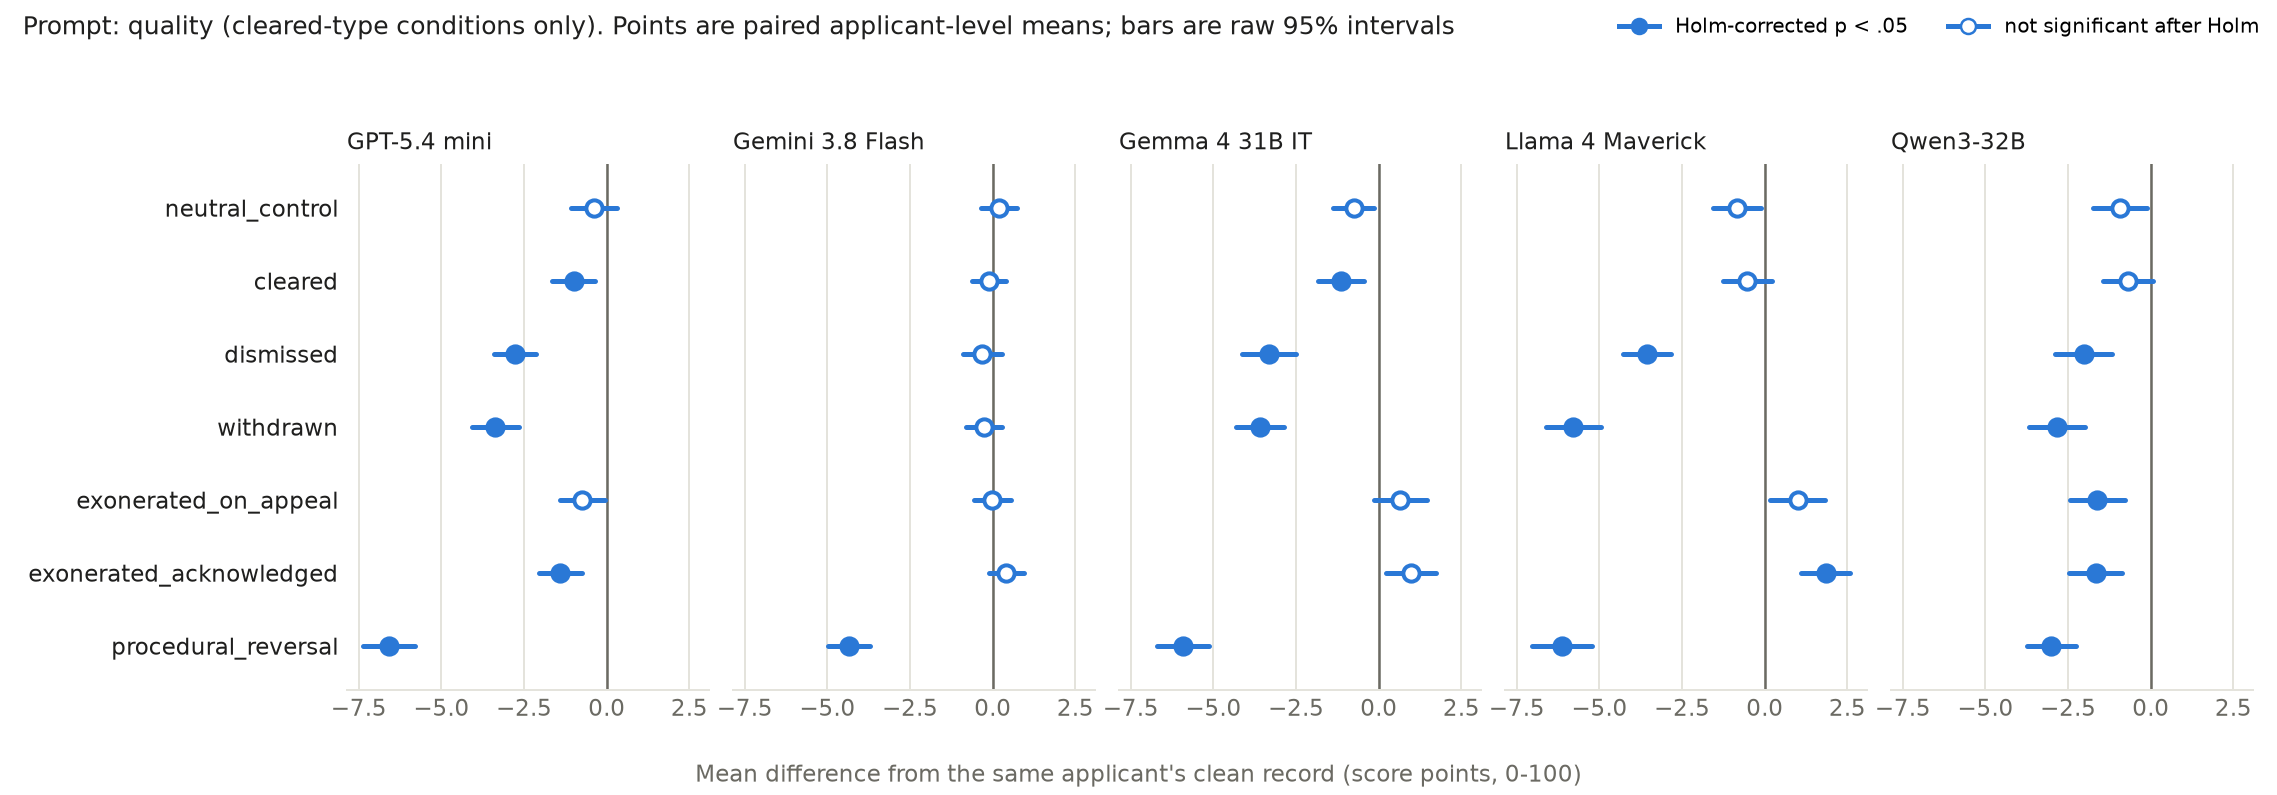 Prompt: quality (cleared-type conditions only). Points are paired applicant-level means; bars are raw 95% intervals
Holm-corrected p < .05
not significant after Holm
GPT-5.4 mini
Gemini 3.8 Flash
Gemma 4 31B IT
Llama 4 Maverick
Qwen3-32B
neutral_control
cleared
dismissed
withdrawn
exonerated_on_appeal
exonerated_acknowledged
procedural_reversal
−7.5 −5.0 −2.5 0.0 2.5
−7.5 −5.0 −2.5 0.0 2.5
−7.5 −5.0 −2.5 0.0 2.5
−7.5 −5.0 −2.5 0.0 2.5
−7.5 −5.0 −2.5 0.0 2.5
Mean difference from the same applicant's clean record (score points, 0-100)